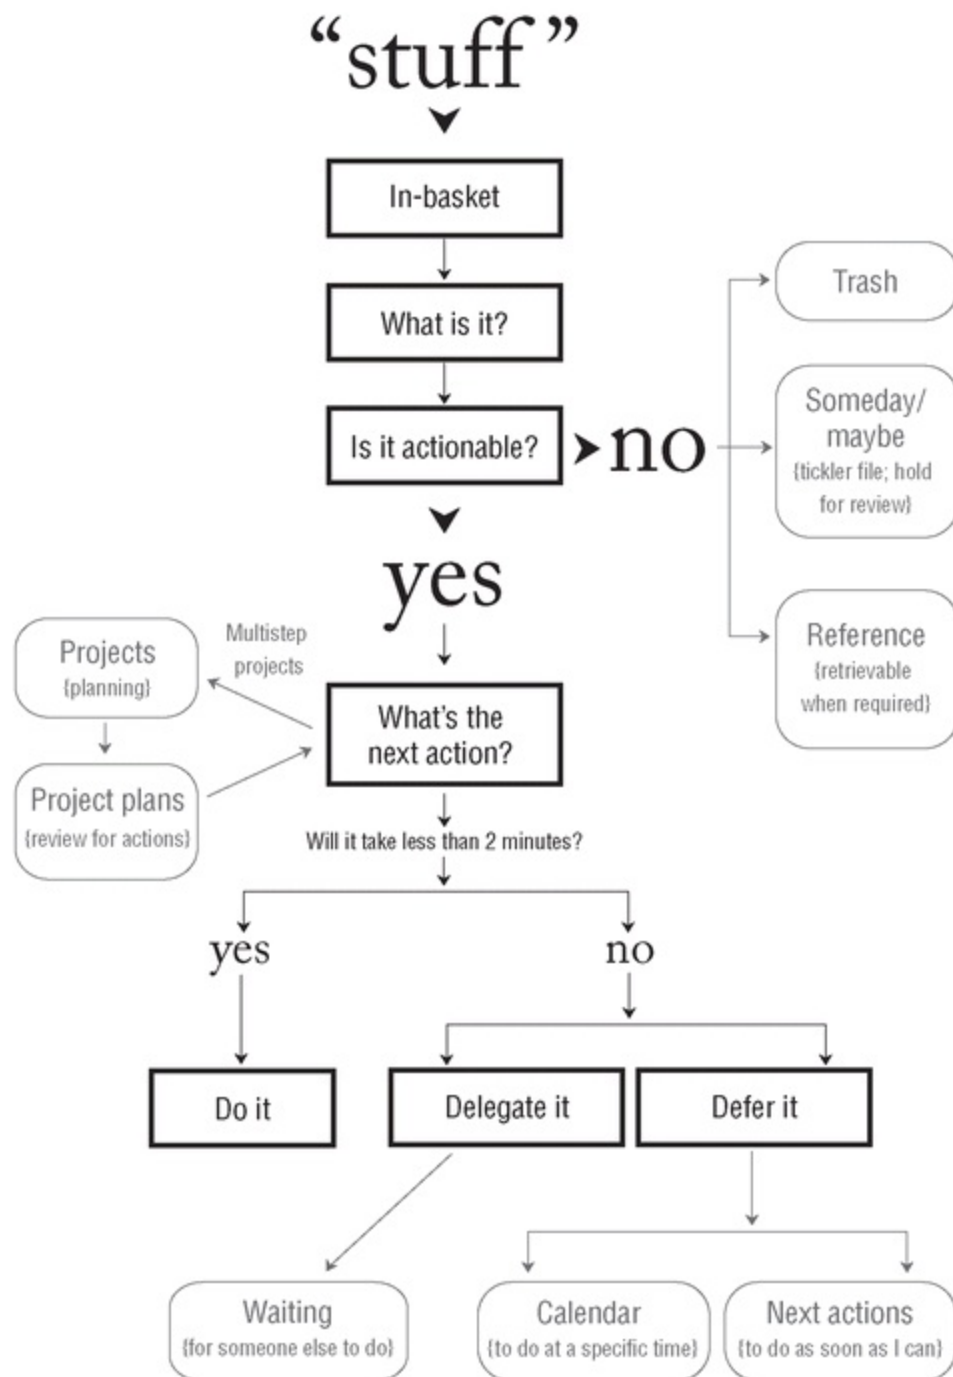 “stuff”
In-basket
What is it?
Is it actionable?
no
Trash
Someday/
maybe
{tickler file; hold
for review}
Reference
{retrievable
when required}
yes
Multistep
projects
Projects
{planning}
Project plans
{review for actions}
What’s the
next action?
Will it take less than 2 minutes?
yes
no
Do it
Delegate it
Defer it
Waiting
{for someone else to do}
Calendar
{to do at a specific time}
Next actions
{to do as soon as I can}